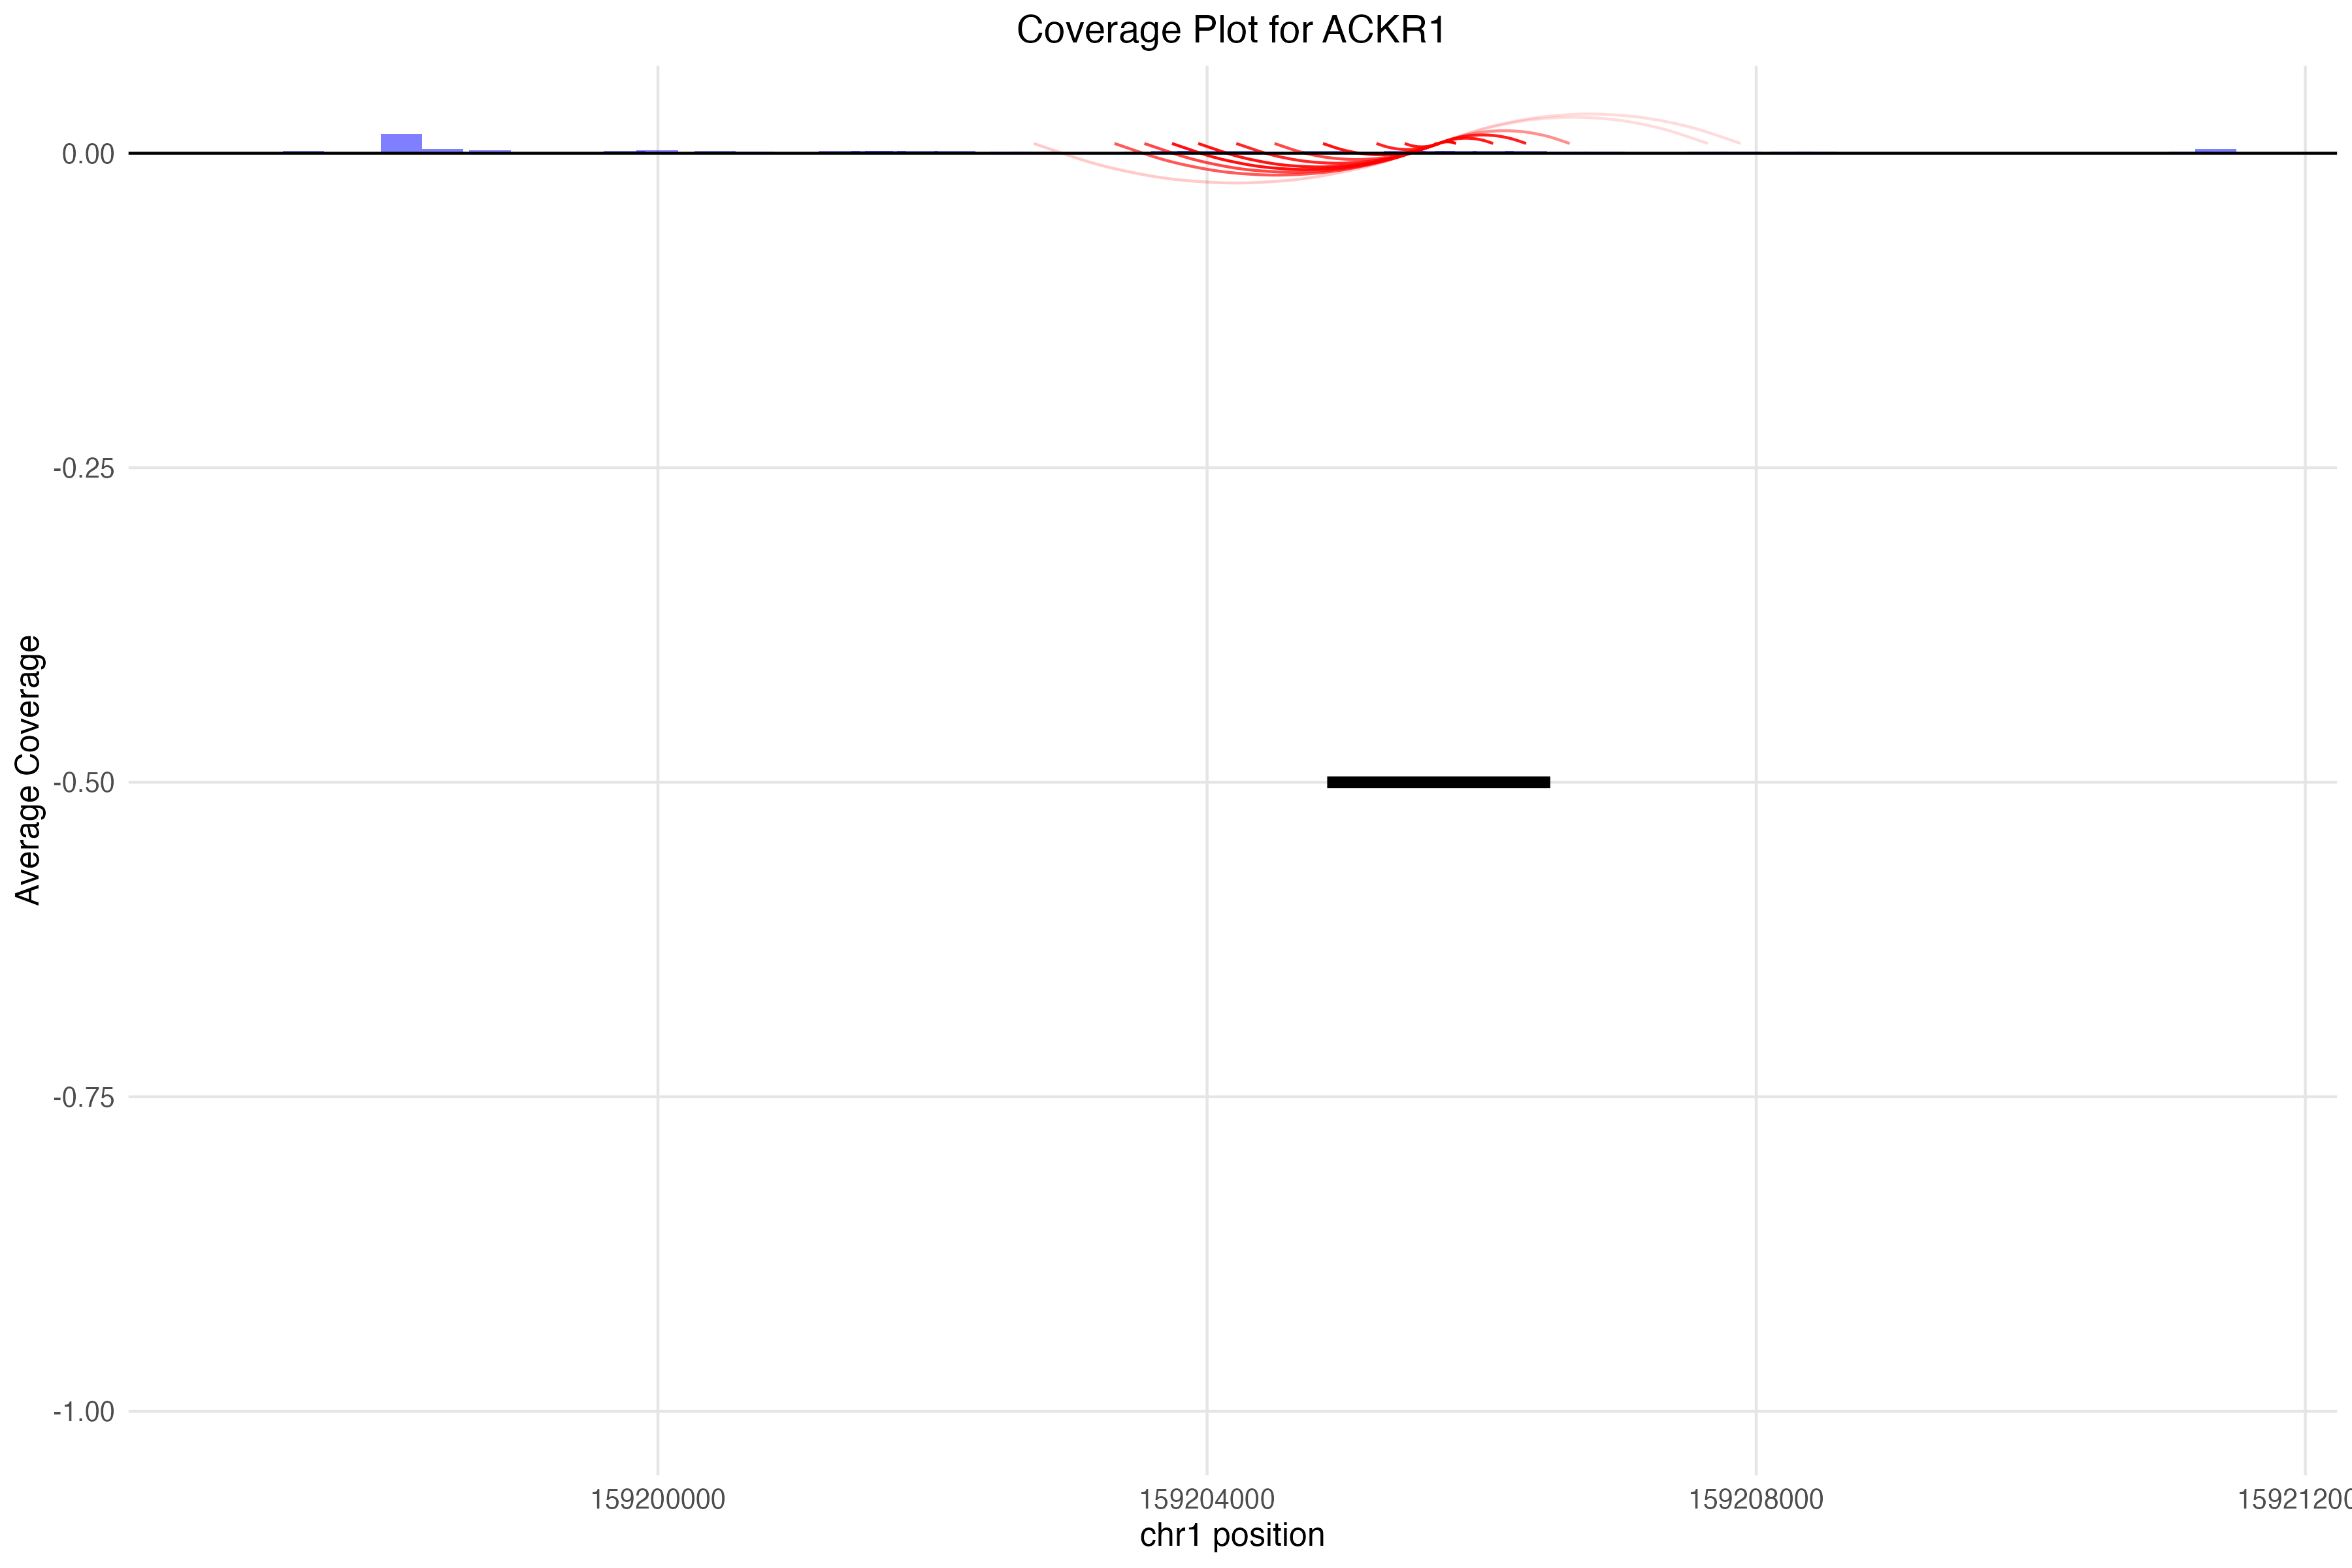 Coverage Plot for ACKR1
0.00
-0.25
-0.50
-0.75
-1.00
Average Coverage
159200000 159204000 159208000 15921200
chr1 position